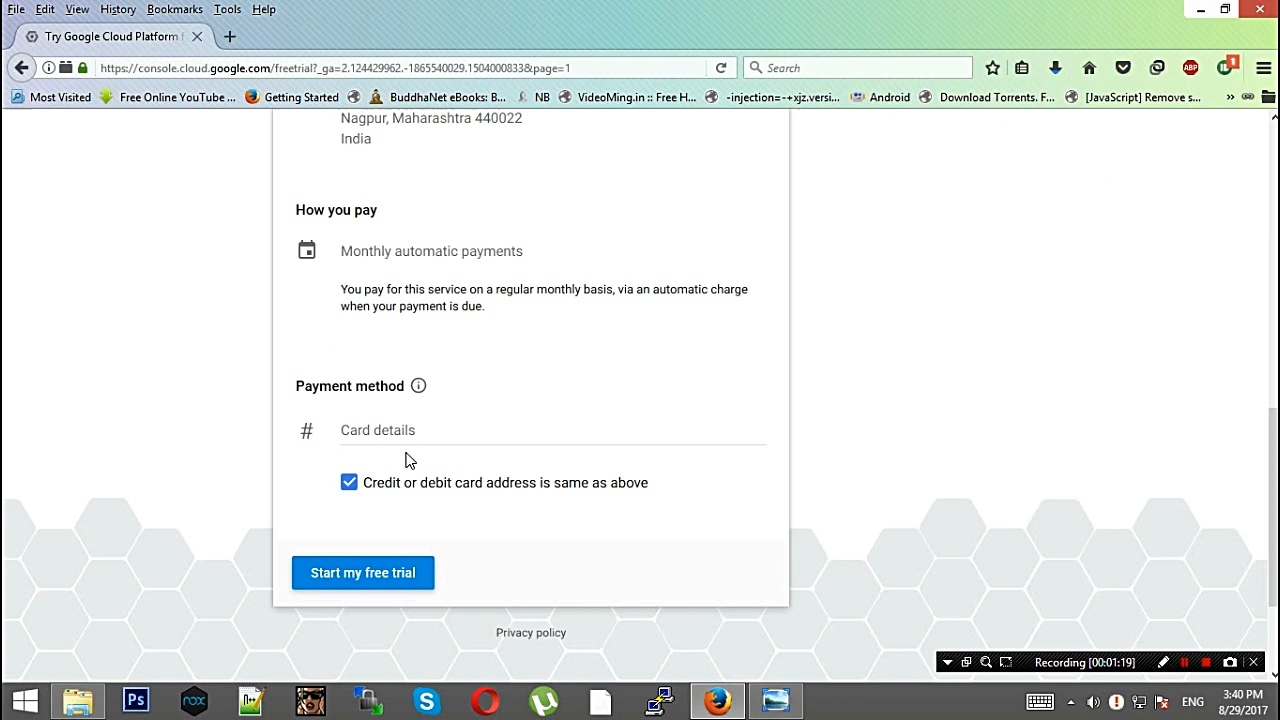 File Edit View History Bookmarks Tools Help
Try Google Cloud Platform f
https://console.cloud.google.com/freetrial?_ga=2.124429962.-1865540029.1504000833&page=1
Search
ABP
1
Most Visited
Free Online YouTube ...
Getting Started
BuddhaNet eBooks: B...
NB
VideoMing.in :: Free H...
-injection=-+xjz.versi...
Android
Download Torrents. F...
[JavaScript] Remove s...
Nagpur, Maharashtra 440022
India
How you pay
Monthly automatic payments
You pay for this service on a regular monthly basis, via an automatic charge
when your payment is due.
Payment method
# Card details
Credit or debit card address is same as above
Start my free trial
Privacy policy
Recording [00:01:19]
Ps
nox
ENG
3:40 PM
8/29/2017